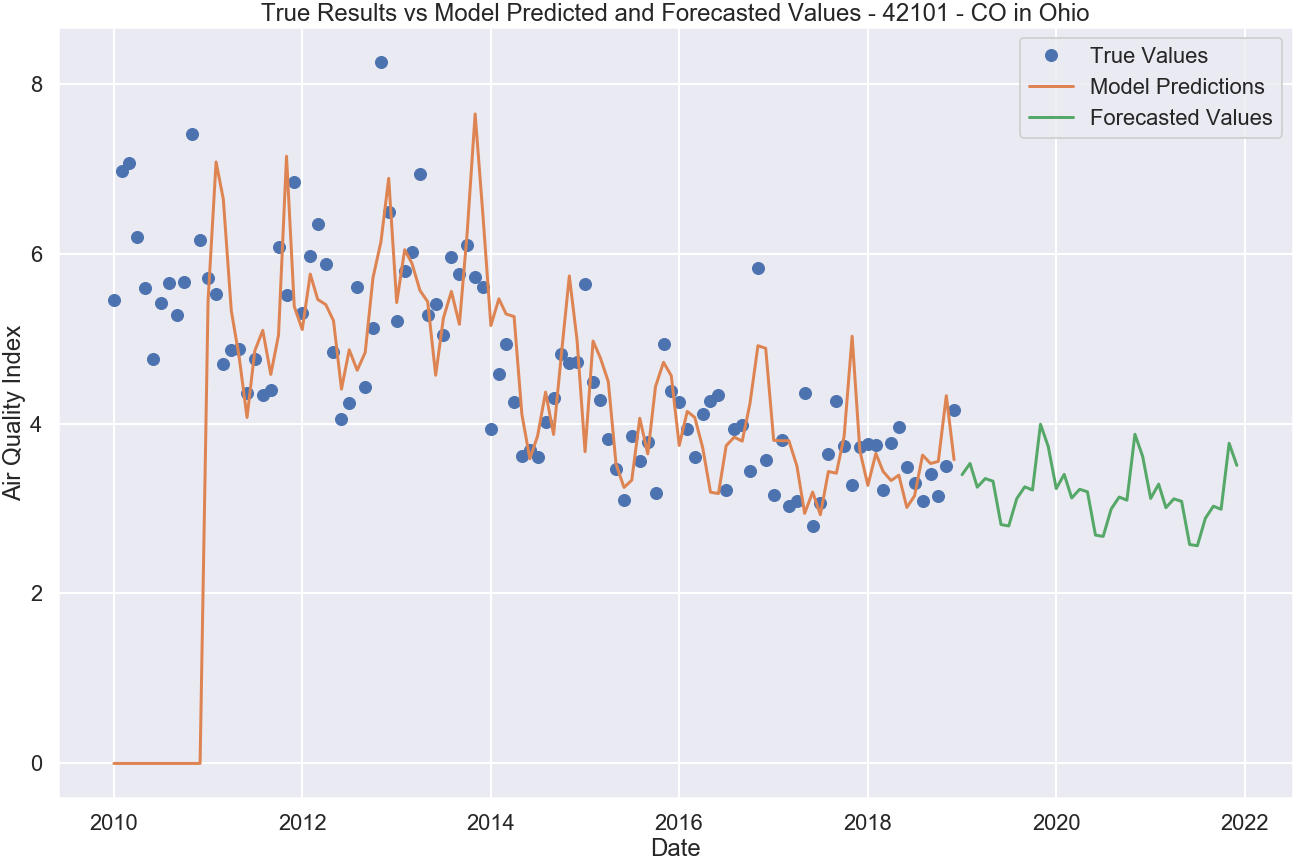 True Results vs Model Predicted and Forecasted Values - 42101 - CO in Ohio
True Values
Model Predictions
Forecasted Values
Air Quality Index
8
6
4
2
0
2010 2012 2014 2016 2018 2020 2022
Date